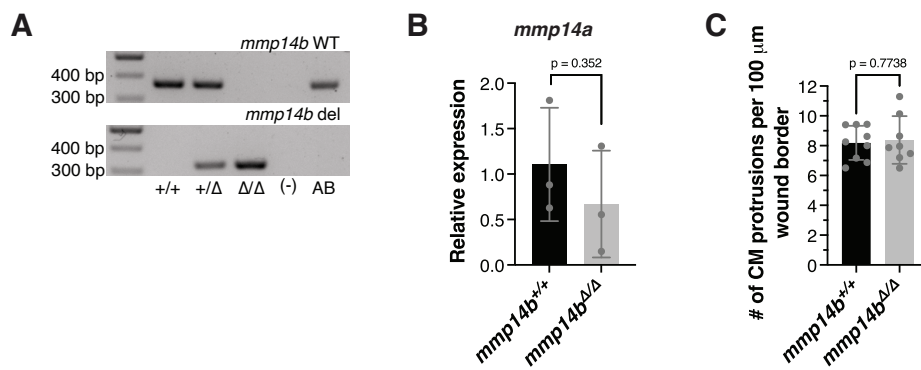 A
mmp14b WT
400 bp
300 bp
mmp14b del
400 bp
300 bp
+/+ +/Δ Δ/Δ (-) AB
B
mmp14a
p = 0.352
Relative expression
2.0
1.5
1.0
0.5
0.0
mmp14b+/+
mmp14bΔ/Δ
C
p = 0.7738
# of CM protrusions per 100 μm
wound border
12
10
8
6
4
2
0
mmp14b+/+
mmp14bΔ/Δ